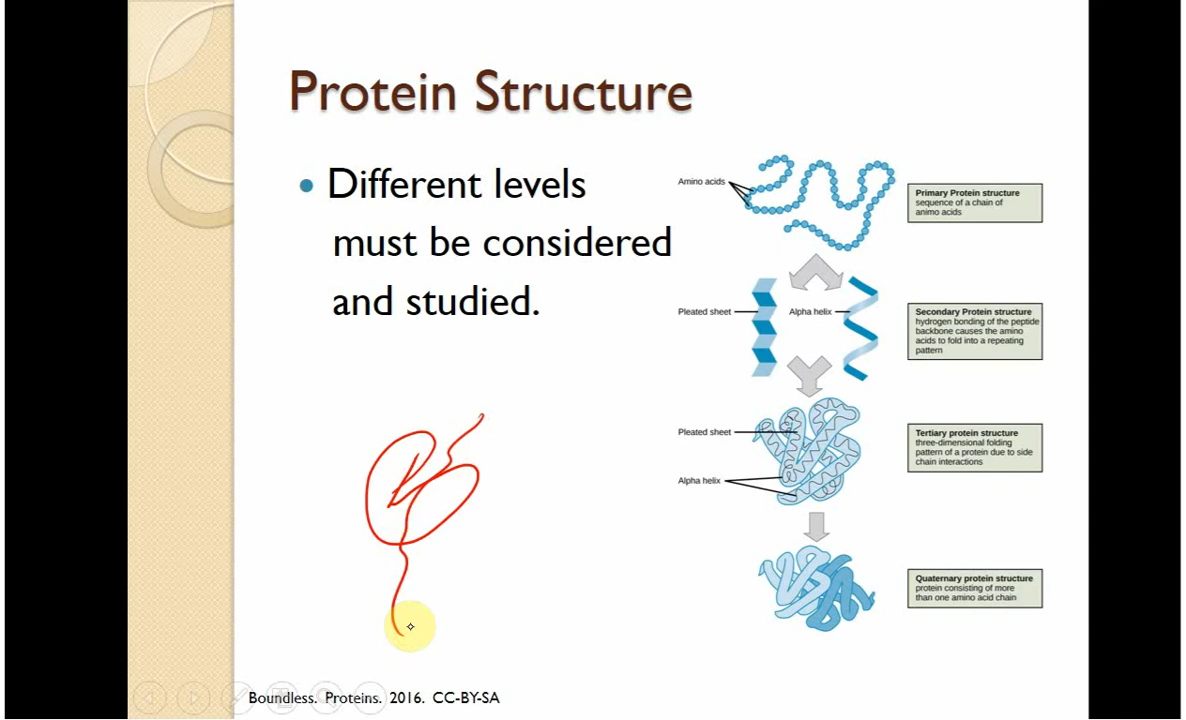 Protein Structure
Different levels
must be considered
and studied.
Amino acids
Primary Protein structure
sequence of a chain of
animo acids
Pleated sheet
Alpha helix
Secondary Protein structure
hydrogen bonding of the peptide
backbone causes the amino
acids to fold into a repeating
pattern
Pleated sheet
Alpha helix
Tertiary protein structure
three-dimensional folding
pattern of a protein due to side
chain interactions
Quaternary protein structure
protein consisting of more
than one amino acid chain
Boundless. Proteins. 2016. CC-BY-SA